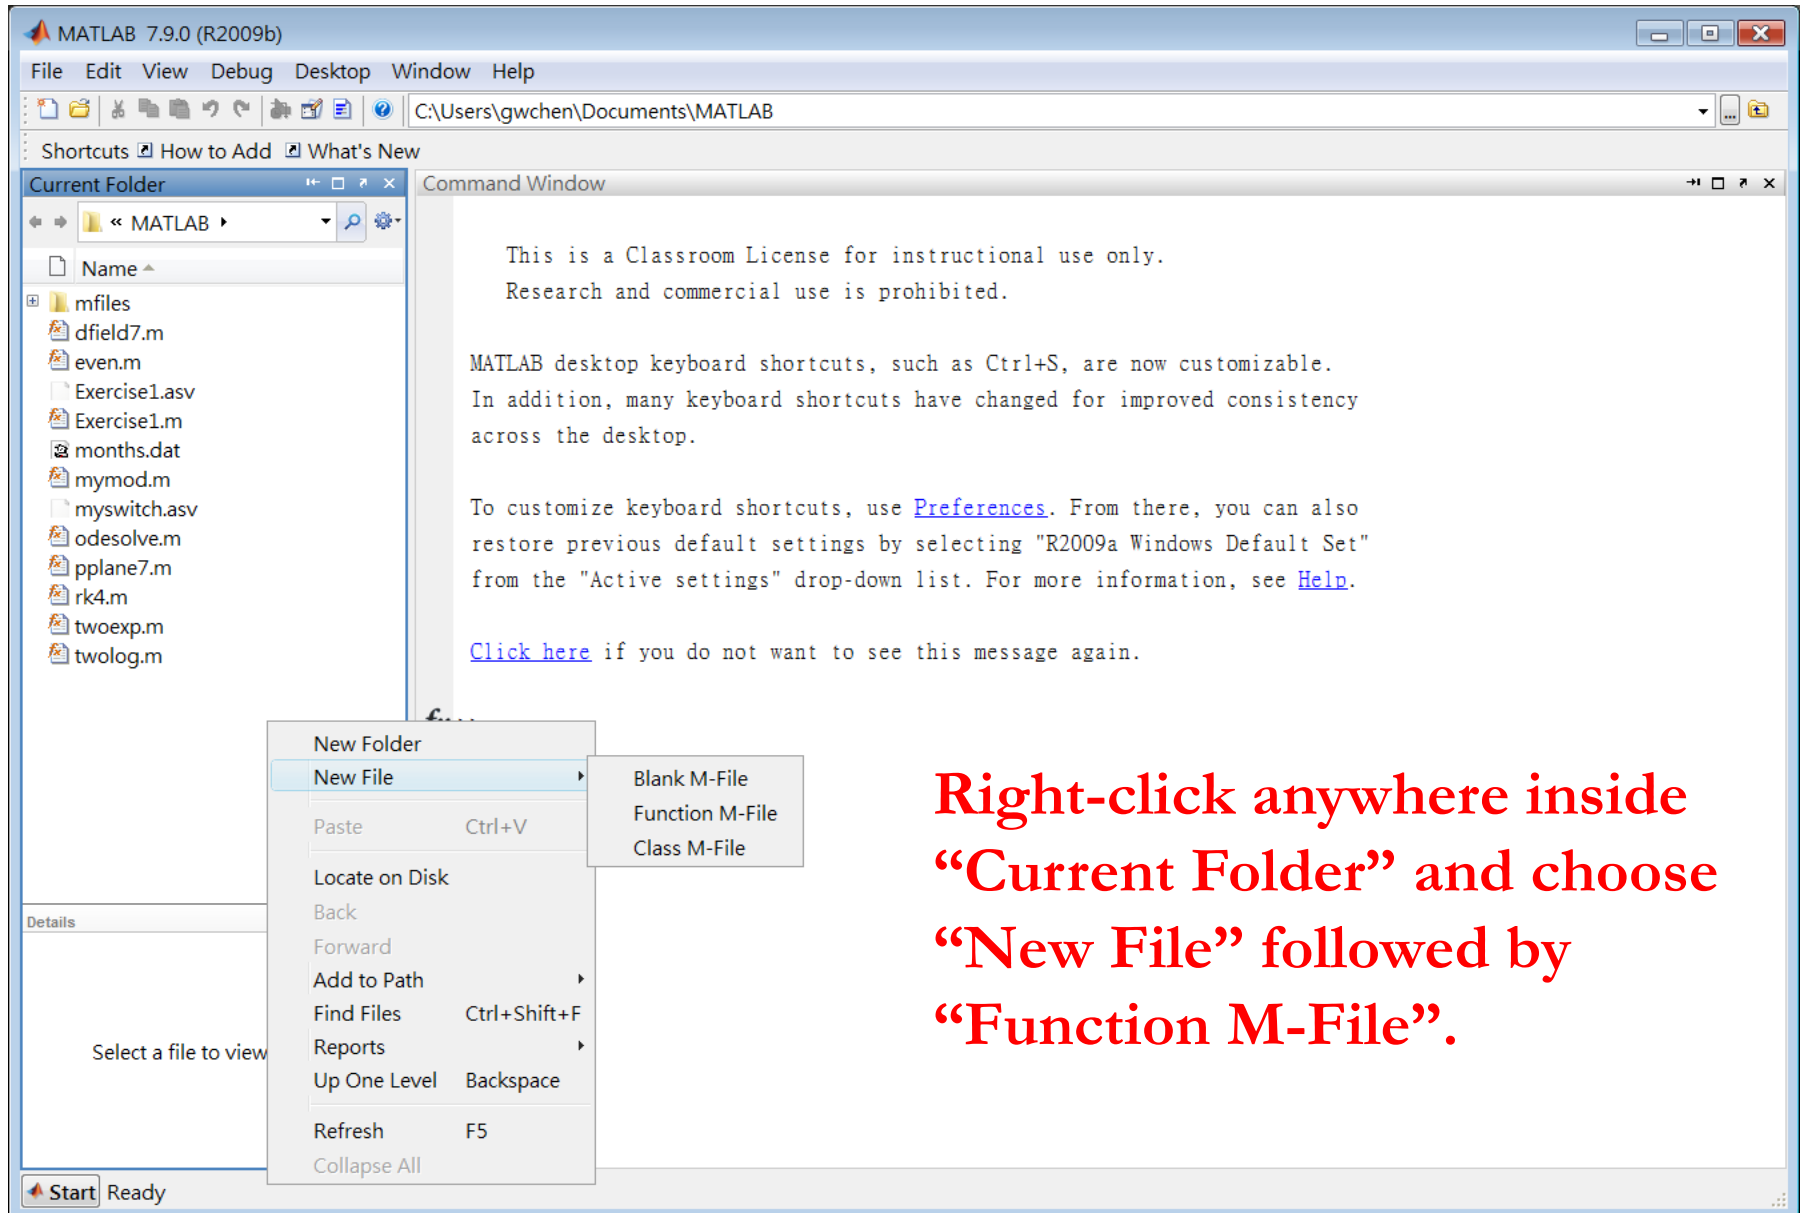 MATLAB 7.9.0 (R2009b)
File Edit View Debug Desktop Window Help
C:\Users\gwchen\Documents\MATLAB
Shortcuts How to Add What's New
Current Folder
« MATLAB
Name
mfiles
dfield7.m
even.m
Exercise1.asv
Exercise1.m
months.dat
mymod.m
myswitch.asv
odesolve.m
pplane7.m
rk4.m
twoexp.m
twolog.m
Details
Select a file to view
Command Window
This is a Classroom License for instructional use only.
Research and commercial use is prohibited.
MATLAB desktop keyboard shortcuts, such as Ctrl+S, are now customizable.
In addition, many keyboard shortcuts have changed for improved consistency
across the desktop.
To customize keyboard shortcuts, use Preferences. From there, you can also
restore previous default settings by selecting "R2009a Windows Default Set"
from the "Active settings" drop-down list. For more information, see Help.
Click here if you do not want to see this message again.
New Folder
New File
Paste Ctrl+V
Locate on Disk
Back
Forward
Add to Path
Find Files Ctrl+Shift+F
Reports
Up One Level Backspace
Refresh F5
Collapse All
Blank M-File
Function M-File
Class M-File
Right-click anywhere inside
“Current Folder” and choose
“New File” followed by
“Function M-File”.
Start Ready